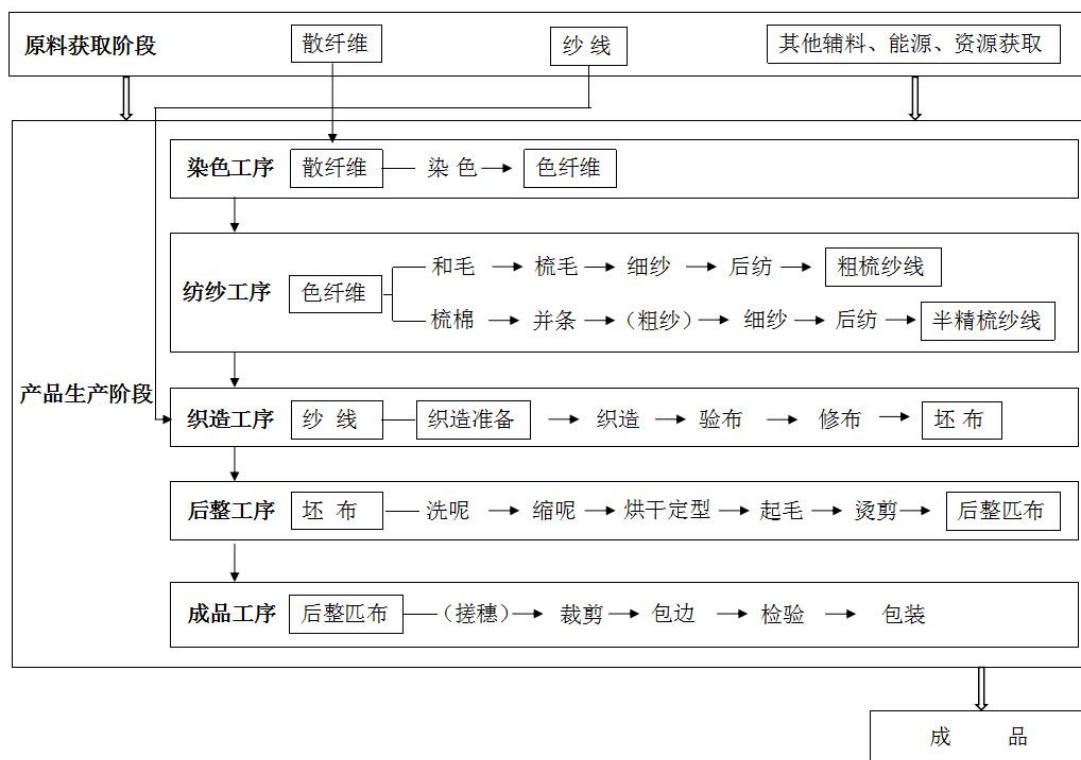 原料获取阶段 散纤维 纱 线 其他辅料、能源、资源获取
产品生产阶段
染色工序 散纤维 染 色 色纤维
纺纱工序 色纤维
和毛 梳毛 细纱 后纺 粗梳纱线
梳棉 并条 （粗纱） 细纱 后纺 半精梳纱线
织造工序 纱 线 织造准备 织造 验布 修布 坯 布
后整工序 坯 布 洗呢 缩呢 烘干定型 起毛 烫剪 后整匹布
成品工序 后整匹布 （搓穗） 裁剪 包边 检验 包装
成 品